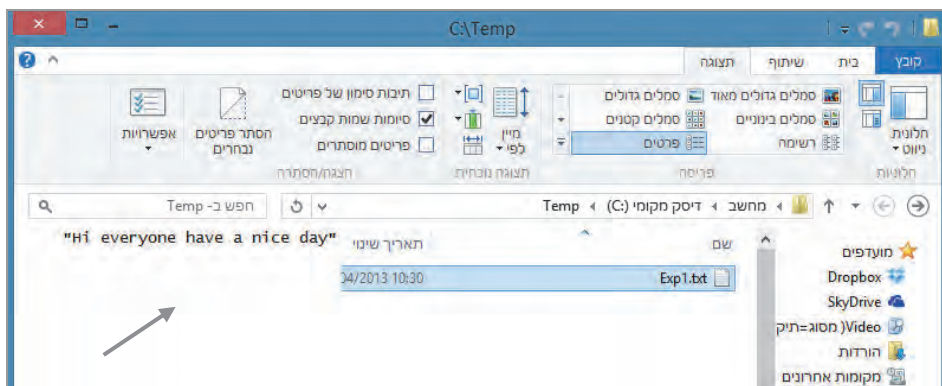 C:\Temp
קובץ
בית
שיתוף
תצוגה
חלונית ניווט
סמלים גדולים מאוד
סמלים גדולים
סמלים בינוניים
סמלים קטנים
רשימה
פרטים
מיין לפי
תיבות סימון של פריטים
סיומות שמות קבצים
פריטים מוסתרים
הסתר פריטים נבחרים
אפשרויות
חלוניות
פריסה
תצוגה נוכחית
הצגה/הסתרה
מחשב
דיסק מקומי (C:)
Temp
חפש ב- Temp
מועדפים
Dropbox
SkyDrive
Video( מסוג=תיק
הורדות
מקומות אחרונים
שם
תאריך שינוי
Exp1.txt
04/2013 10:30
"Hi everyone have a nice day"